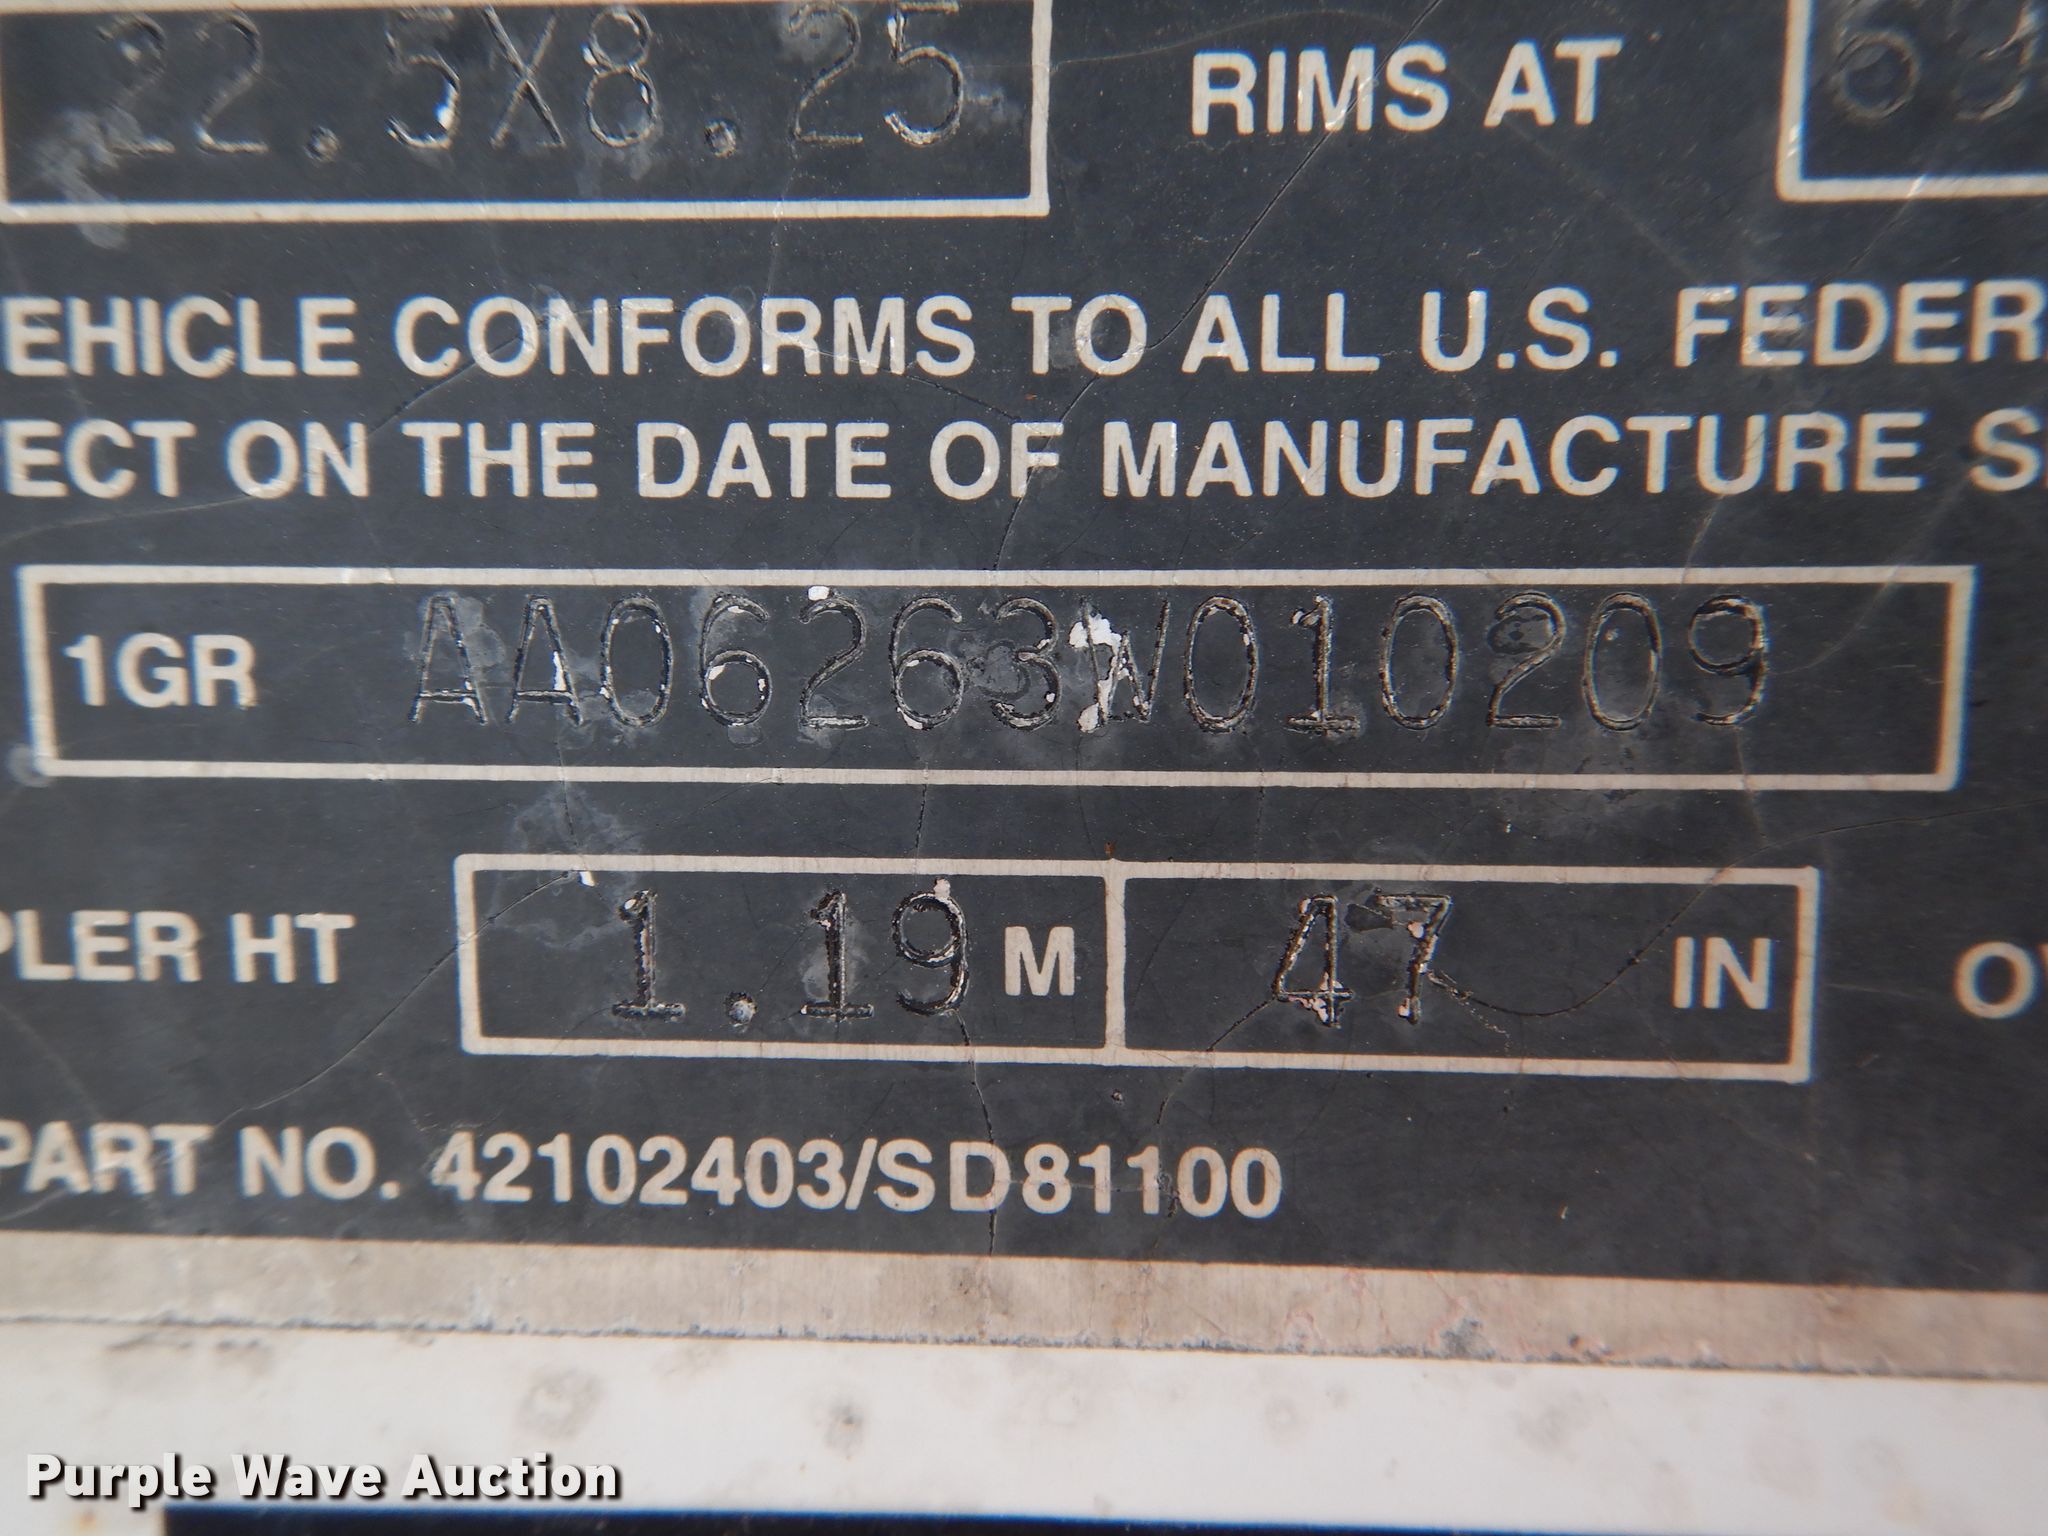 22.5X8.25 RIMS AT
EHICLE CONFORMS TO ALL U.S. FEDER
ECT ON THE DATE OF MANUFACTURE S
1GR AA06263W010209
PLER HT 1.19 M 47 IN O
PART NO. 42102403/SD81100
Purple Wave Auction